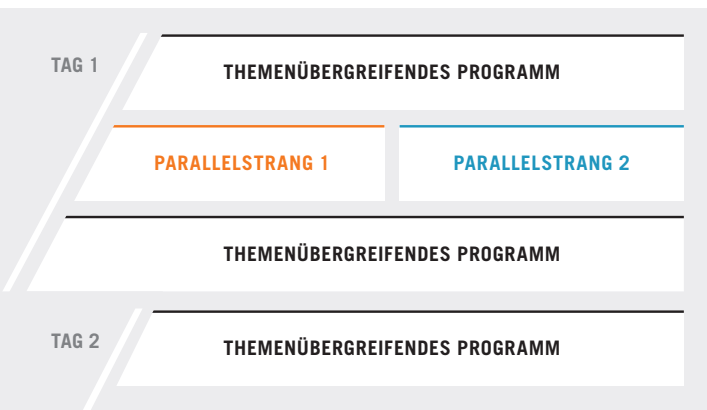 TAG 1
THEMENÜBERGREIFENDES PROGRAMM
PARALLELSTRANG 1
PARALLELSTRANG 2
THEMENÜBERGREIFENDES PROGRAMM
TAG 2
THEMENÜBERGREIFENDES PROGRAMM